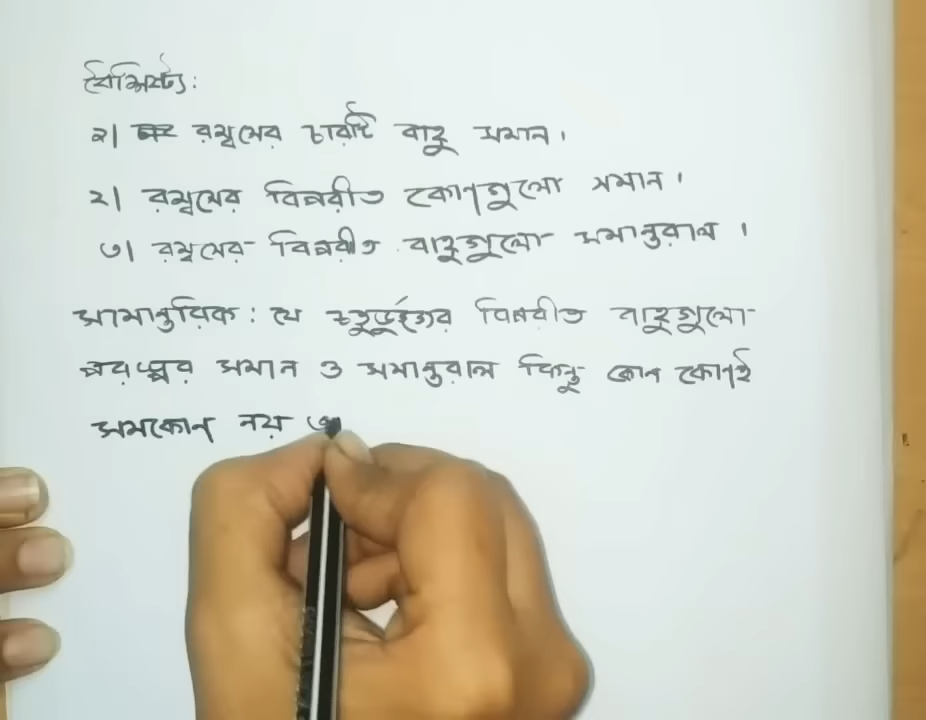 বৈশিষ্ট্য:
১। রম্বসের চারটি বাহু সমান।
২। রম্বসের বিপরীত কোণগুলো সমান।
৩। রম্বসের বিপরীত বাহুগুলো সমান্তরাল।
সামান্তরিক: যে চতুর্ভুজের বিপরীত বাহুগুলো
পরস্পর সমান ও সমান্তরাল কিন্তু কোন কোণই
সমকোণ নয়